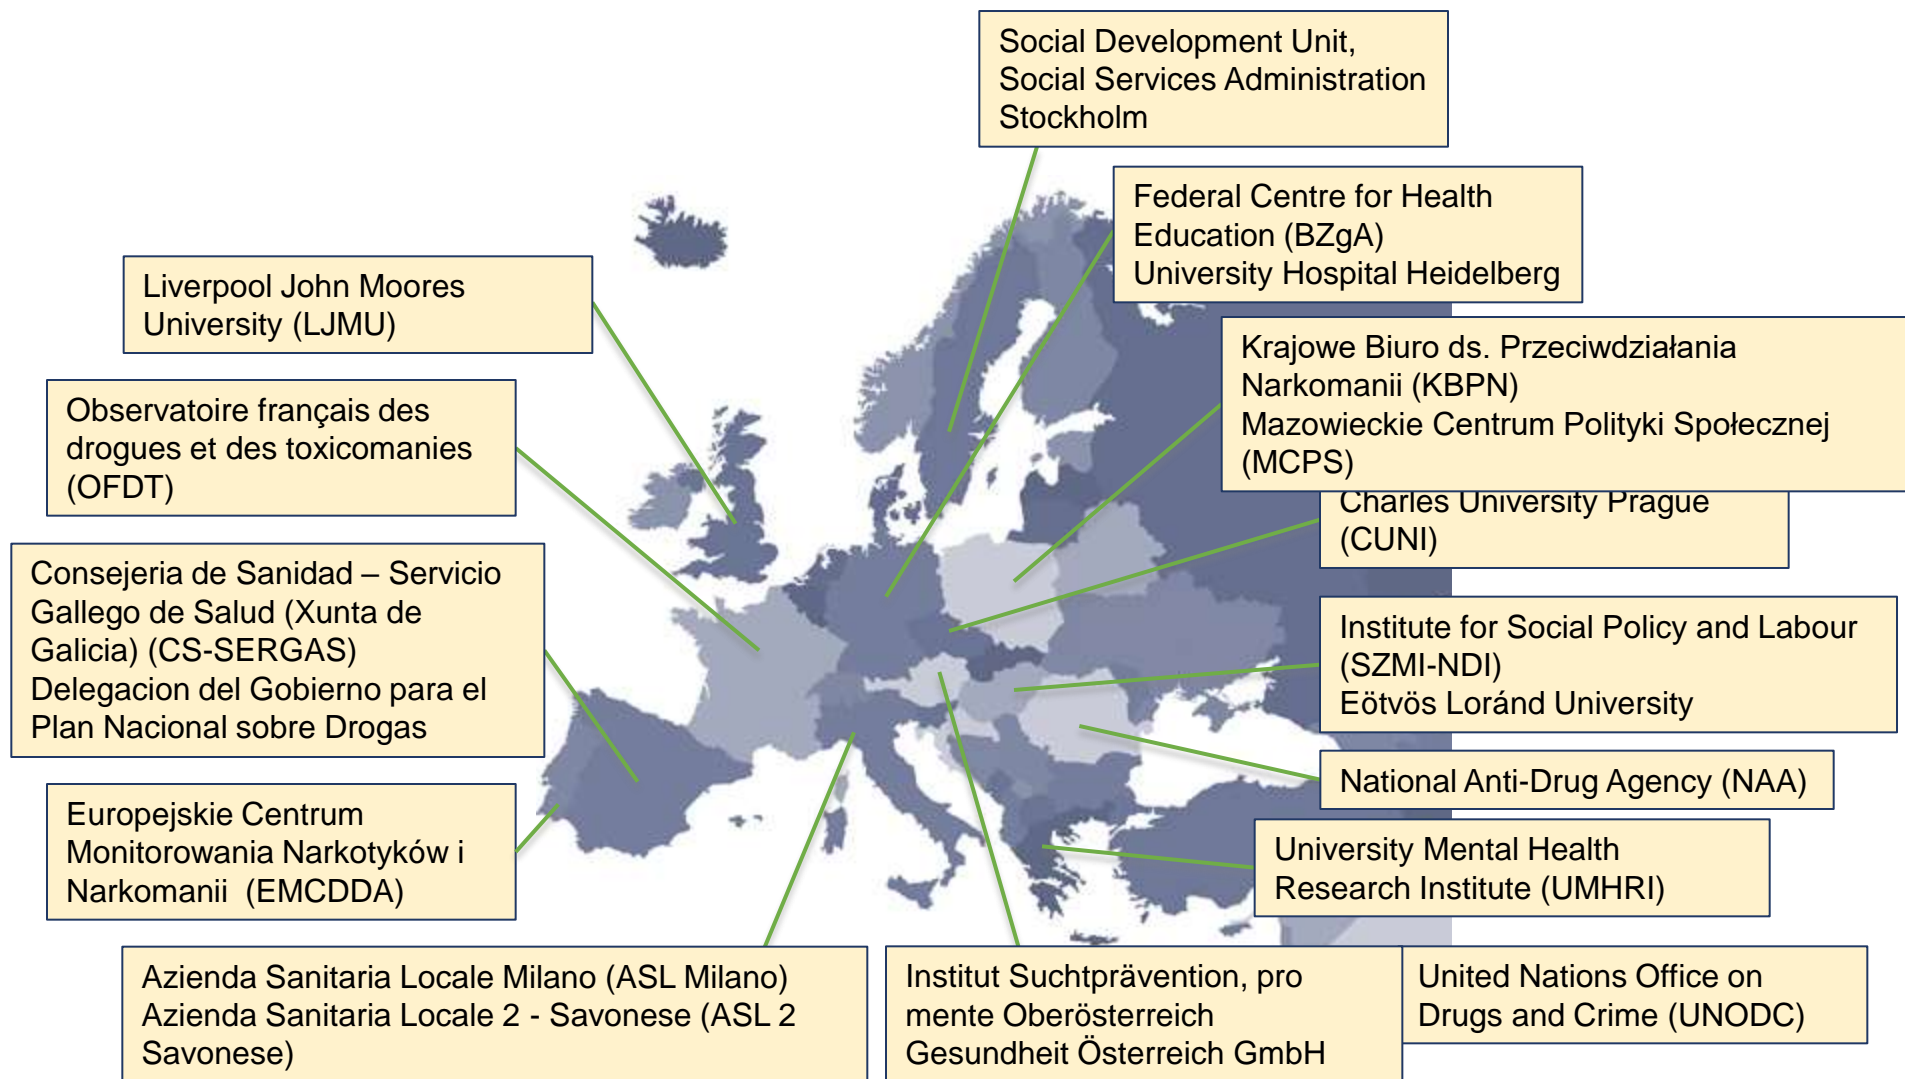 Social Development Unit,
Social Services Administration
Stockholm
Federal Centre for Health
Education (BZgA)
University Hospital Heidelberg
Liverpool John Moores
University (LJMU)
Krajowe Biuro ds. Przeciwdziałania
Narkomanii (KBPN)
Mazowieckie Centrum Polityki Społecznej
(MCPS)
Observatoire français des
drogues et des toxicomanies
(OFDT)
Charles University Prague
(CUNI)
Consejeria de Sanidad – Servicio
Gallego de Salud (Xunta de
Galicia) (CS-SERGAS)
Delegacion del Gobierno para el
Plan Nacional sobre Drogas
Institute for Social Policy and Labour
(SZMI-NDI)
Eötvös Loránd University
National Anti-Drug Agency (NAA)
Europejskie Centrum
Monitorowania Narkotyków i
Narkomanii (EMCDDA)
University Mental Health
Research Institute (UMHRI)
Azienda Sanitaria Locale Milano (ASL Milano)
Azienda Sanitaria Locale 2 - Savonese (ASL 2
Savonese)
Institut Suchtprävention, pro
mente Oberösterreich
Gesundheit Österreich GmbH
United Nations Office on
Drugs and Crime (UNODC)